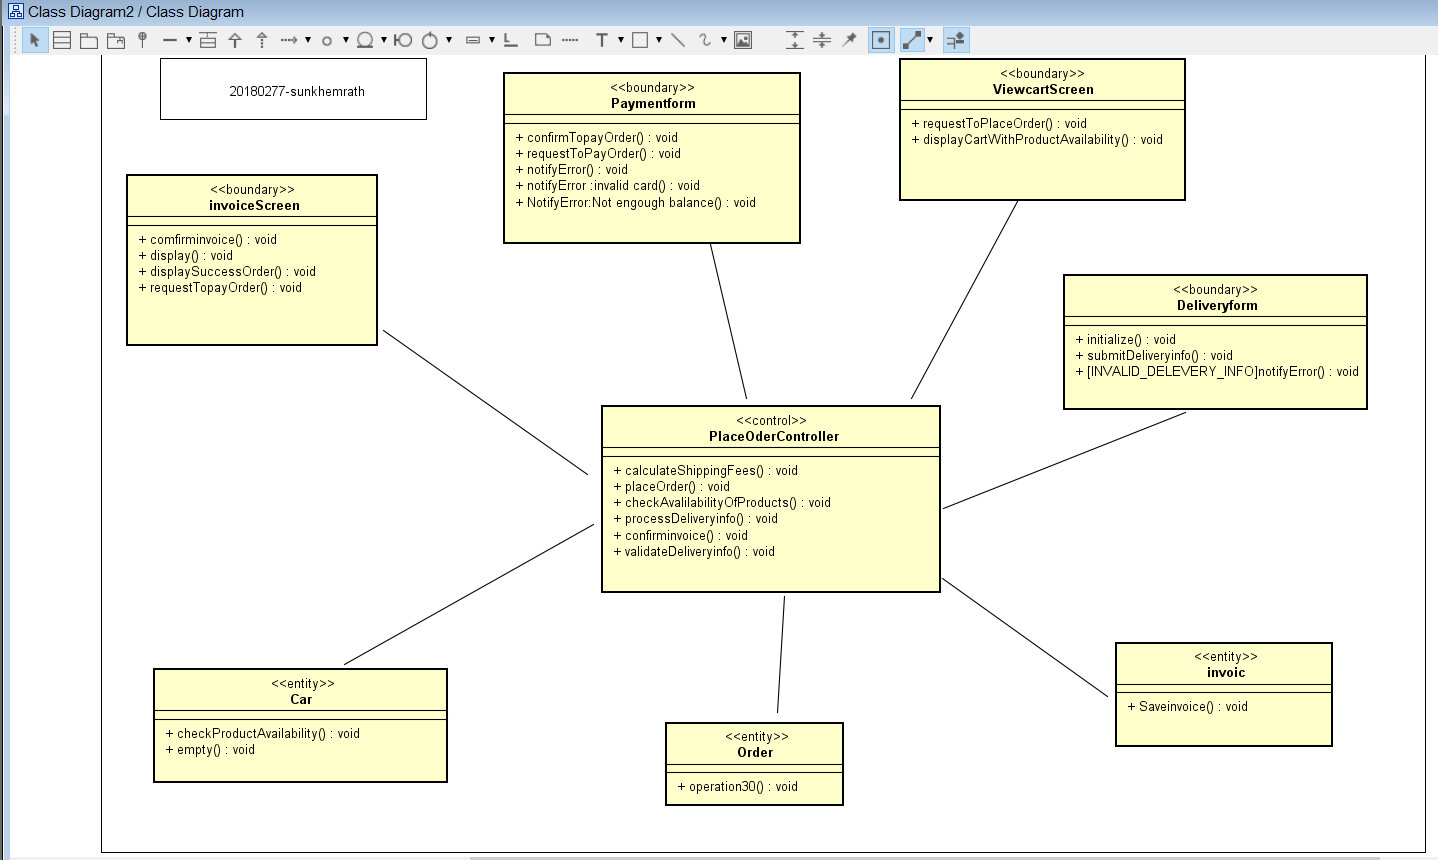 Class Diagram2 / Class Diagram
T
20180277-sunkhemrath
<<boundary>>
invoiceScreen
+ comfirminvoice() : void
+ display() : void
+ displaySuccessOrder() : void
+ requestTopayOrder() : void
<<boundary>>
Paymentform
+ confirmTopayOrder() : void
+ requestToPayOrder() : void
+ notifyError() : void
+ notifyError :invalid card() : void
+ NotifyError:Not engough balance() : void
<<boundary>>
ViewcartScreen
+ requestToPlaceOrder() : void
+ displayCartWithProductAvailability() : void
<<boundary>>
Deliveryform
+ initialize() : void
+ submitDeliveryinfo() : void
+ [INVALID_DELEVERY_INFO]notifyError() : void
<<control>>
PlaceOderController
+ calculateShippingFees() : void
+ placeOrder() : void
+ checkAvalilabilityOfProducts() : void
+ processDeliveryinfo() : void
+ confirminvoice() : void
+ validateDeliveryinfo() : void
<<entity>>
Car
+ checkProductAvailability() : void
+ empty() : void
<<entity>>
Order
+ operation30() : void
<<entity>>
invoic
+ Saveinvoice() : void